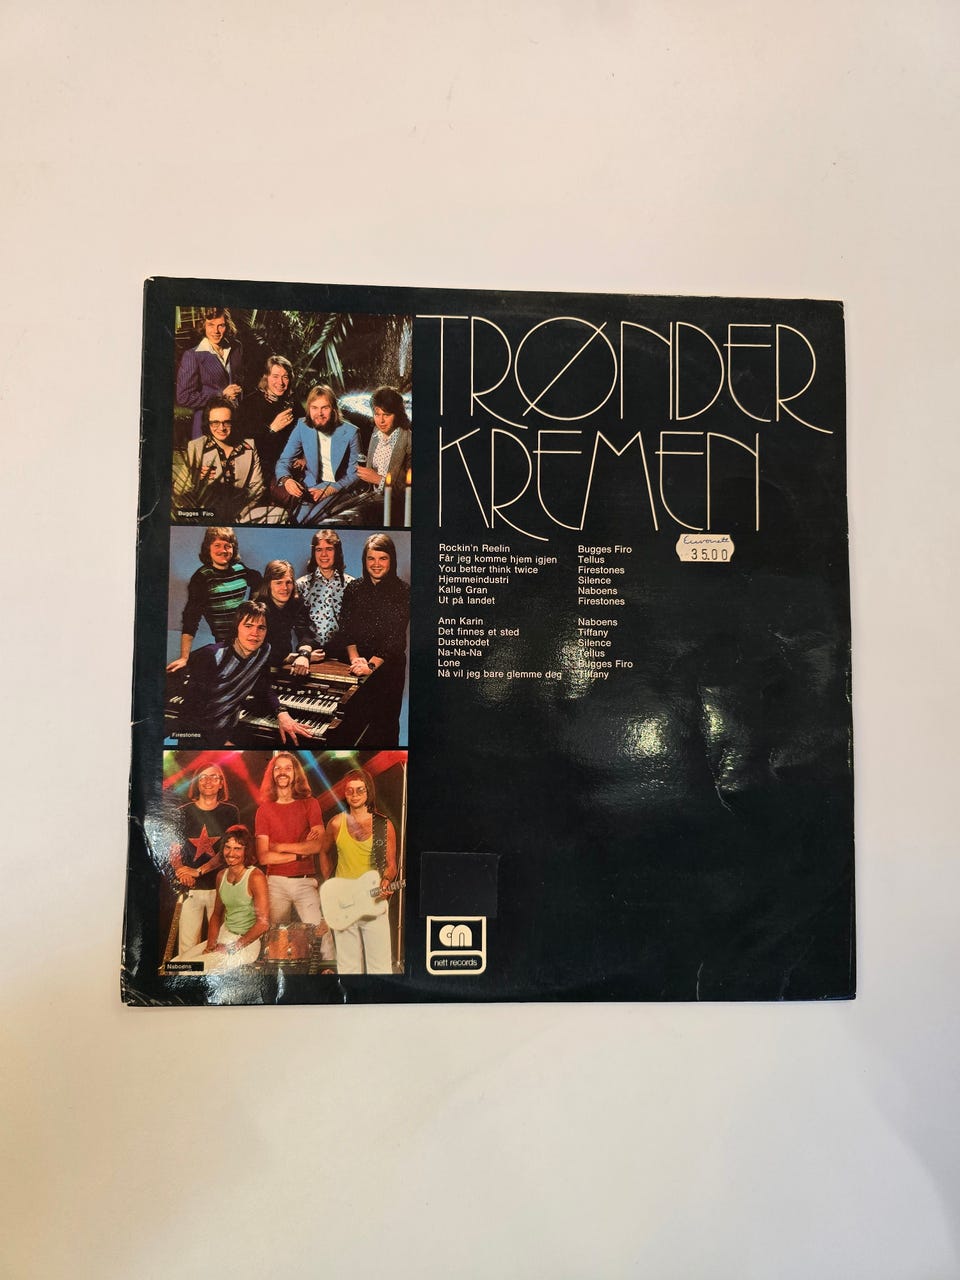 TRØNDER
KREMEN
35.00
Rockin'n Reelin Bugges Firo
Får jeg komme hjem igjen Tellus
You better think twice Firestones
Hjemmeindustri Silence
Kalle Gran Naboens
Ut på landet Firestones
Ann Karin Naboens
Det finnes et sted Tiffany
Dustehodet Silence
Na-Na-Na Tellus
Lone Bugges Firo
Nå vil jeg bare glemme deg Tiffany
Bugges Firo
Firestones
Naboens
nett records